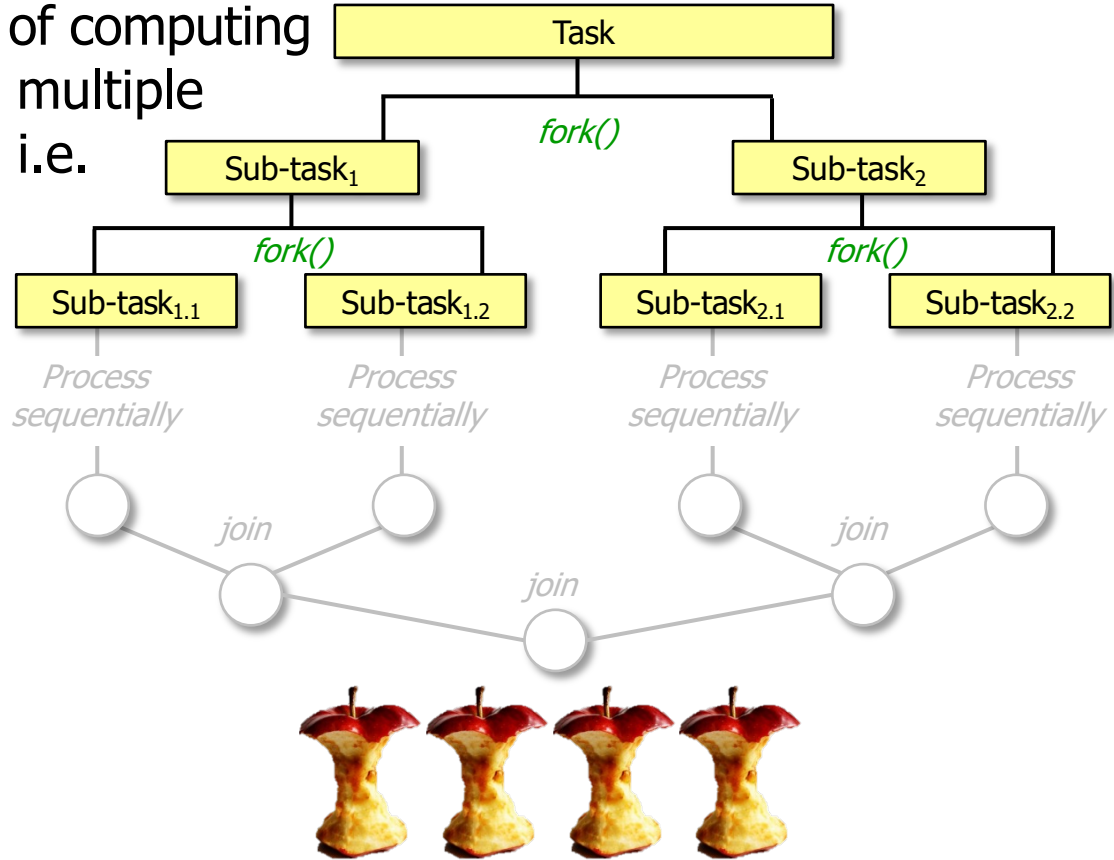 of computing
multiple
i.e.
Task
fork()
Sub-task₁
Sub-task₂
fork()
fork()
Sub-task₁.₁
Sub-task₁.₂
Sub-task₂.₁
Sub-task₂.₂
Process
sequentially
Process
sequentially
Process
sequentially
Process
sequentially
join
join
join